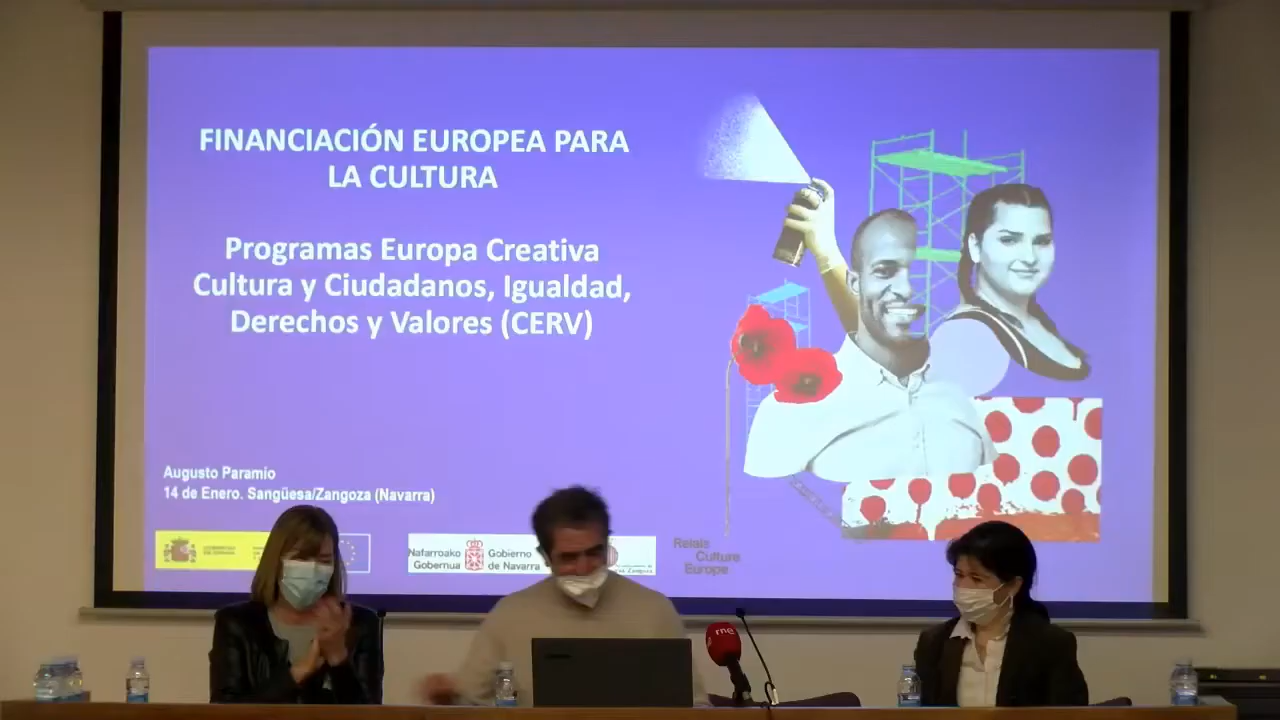 FINANCIACIÓN EUROPEA PARA
LA CULTURA
Programas Europa Creativa
Cultura y Ciudadanos, Igualdad,
Derechos y Valores (CERV)
Augusto Paramio
14 de Enero. Sangüesa/Zangoza (Navarra)
Nafarroako
Gobernua
Gobierno
de Navarra
Relais
Culture
Europe
rne